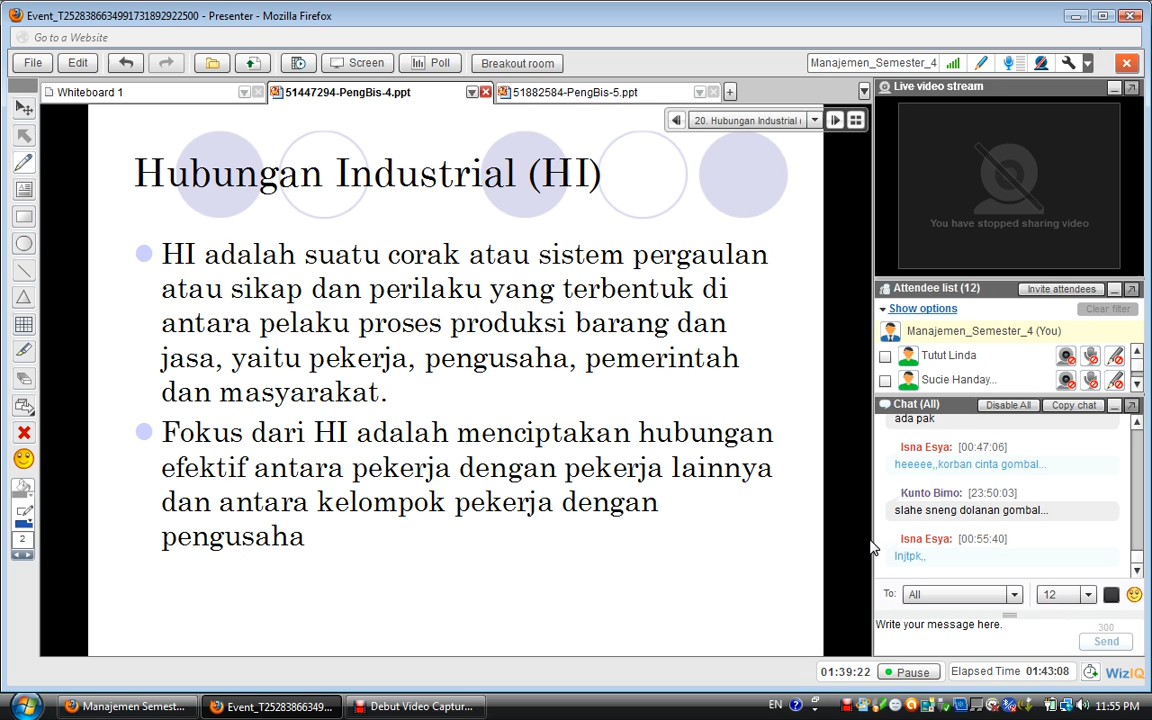 Event_T2528386634991731892922500 - Presenter - Mozilla Firefox
Go to a Website
File Edit Screen Poll Breakout room Manajemen_Semester_4
Whiteboard 1 51447294-PengBis-4.ppt 51882584-PengBis-5.ppt
20. Hubungan Industrial
Hubungan Industrial (HI)
HI adalah suatu corak atau sistem pergaulan
atau sikap dan perilaku yang terbentuk di
antara pelaku proses produksi barang dan
jasa, yaitu pekerja, pengusaha, pemerintah
dan masyarakat.
Fokus dari HI adalah menciptakan hubungan
efektif antara pekerja dengan pekerja lainnya
dan antara kelompok pekerja dengan
pengusaha
2
Live video stream
You have stopped sharing video
Attendee list (12) Invite attendees
Show options Clear filter
Manajemen_Semester_4 (You)
Tutut Linda
Sucie Handay...
Chat (All) Disable All Copy chat
ada pak
Isna Esya: [00:47:06]
heeeee,,korban cinta gombal...
Kunto Bimo: [23:50:03]
slahe sneng dolanan gombal...
Isna Esya: [00:55:40]
Injtpk,,
To: All 12
Write your message here.
300
Send
01:39:22 Pause Elapsed Time 01:43:08 WizIQ
Manajemen Semest... Event_T25283866349... Debut Video Captur... EN 11:55 PM